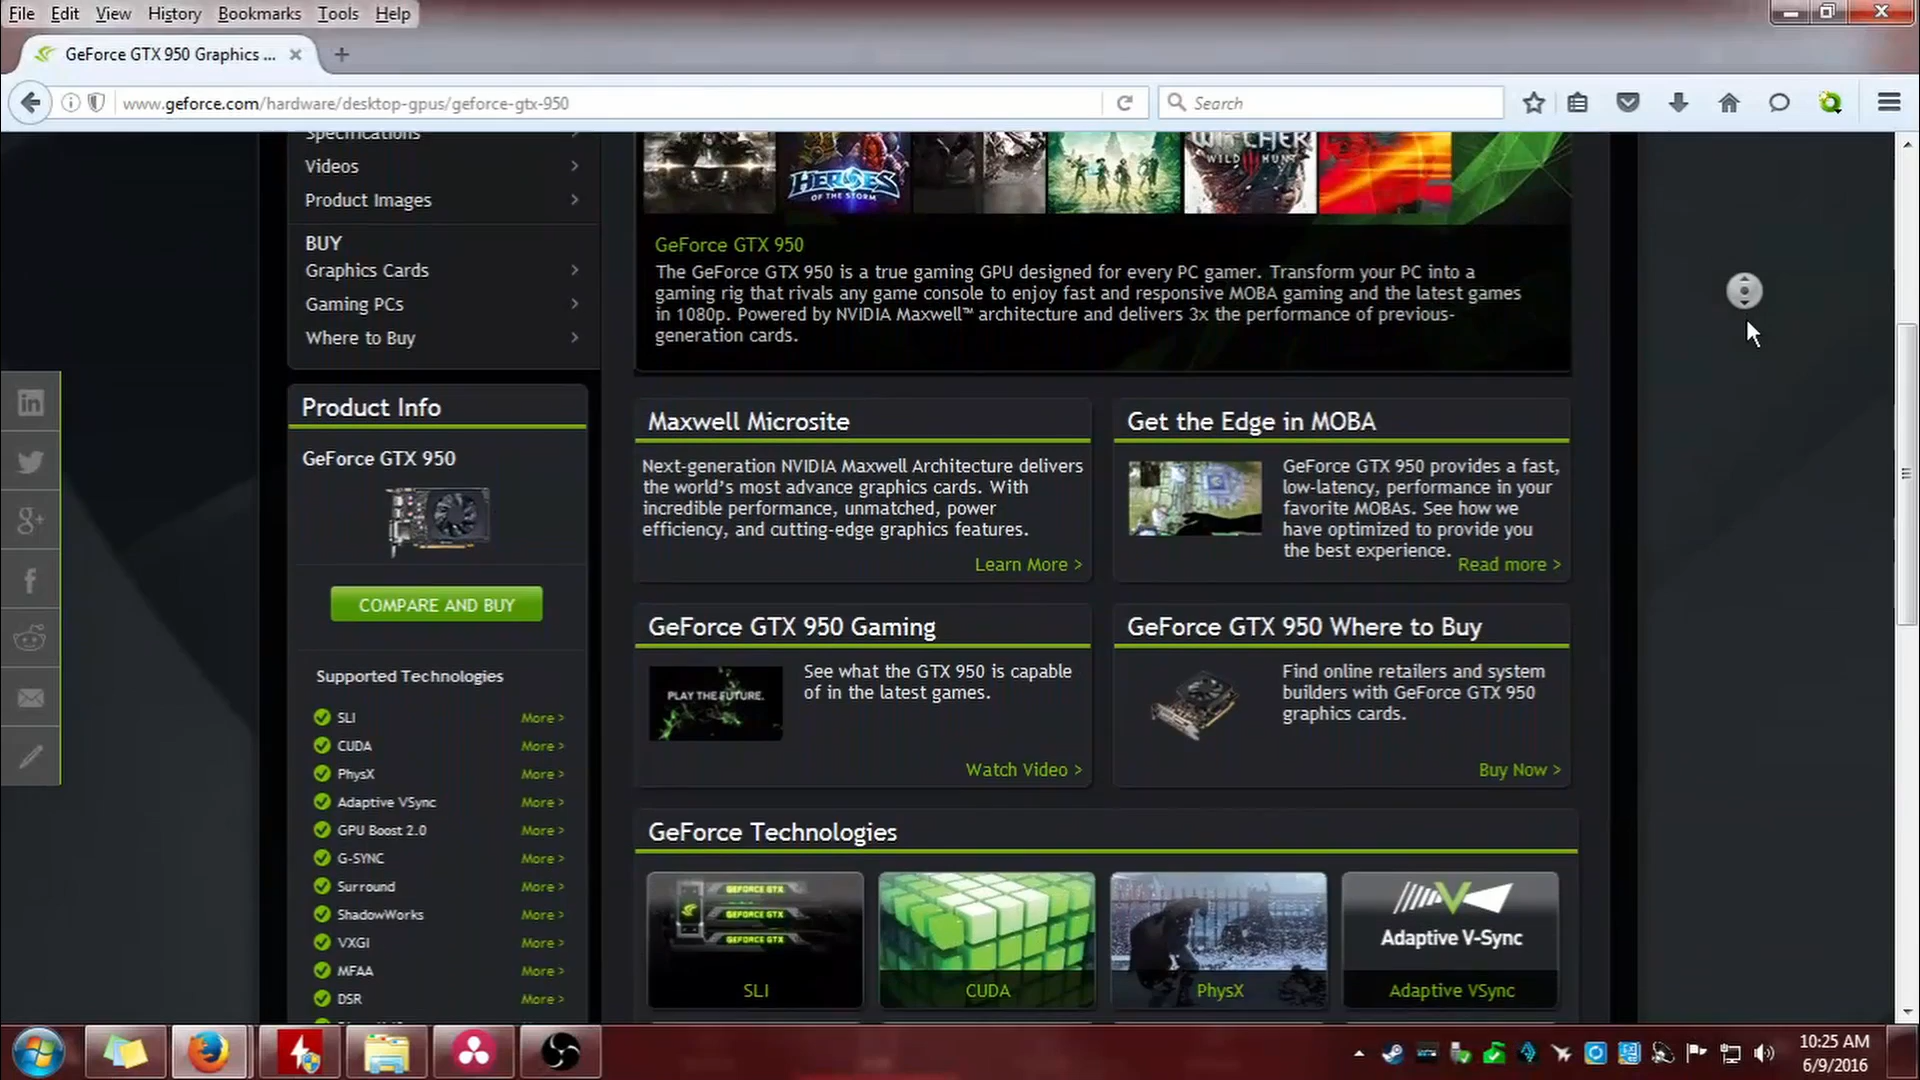 File Edit View History Bookmarks Tools Help
GeForce GTX 950 Graphics ...
www.geforce.com/hardware/desktop-gpus/geforce-gtx-950
Search
Specifications
Videos
Product Images
BUY
Graphics Cards
Gaming PCs
Where to Buy
Product Info
GeForce GTX 950
COMPARE AND BUY
Supported Technologies
SLI More >
CUDA More >
PhysX More >
Adaptive VSync More >
GPU Boost 2.0 More >
G-SYNC More >
Surround More >
ShadowWorks More >
VXGI More >
MFAA More >
DSR More >
HEROES
OF THE STORM
WITCHER
WILD HUNT
GeForce GTX 950
The GeForce GTX 950 is a true gaming GPU designed for every PC gamer. Transform your PC into a
gaming rig that rivals any game console to enjoy fast and responsive MOBA gaming and the latest games
in 1080p. Powered by NVIDIA Maxwell™ architecture and delivers 3x the performance of previous-
generation cards.
Maxwell Microsite
Next-generation NVIDIA Maxwell Architecture delivers
the world's most advance graphics cards. With
incredible performance, unmatched, power
efficiency, and cutting-edge graphics features.
Learn More >
Get the Edge in MOBA
GeForce GTX 950 provides a fast,
low-latency, performance in your
favorite MOBAs. See how we
have optimized to provide you
the best experience.
Read more >
GeForce GTX 950 Gaming
PLAY THE FUTURE.
See what the GTX 950 is capable
of in the latest games.
Watch Video >
GeForce GTX 950 Where to Buy
Find online retailers and system
builders with GeForce GTX 950
graphics cards.
Buy Now >
GeForce Technologies
GEFORCE GTX
GEFORCE GTX
GEFORCE GTX
SLI
CUDA
PhysX
Adaptive V-Sync
Adaptive VSync
10:25 AM
6/9/2016